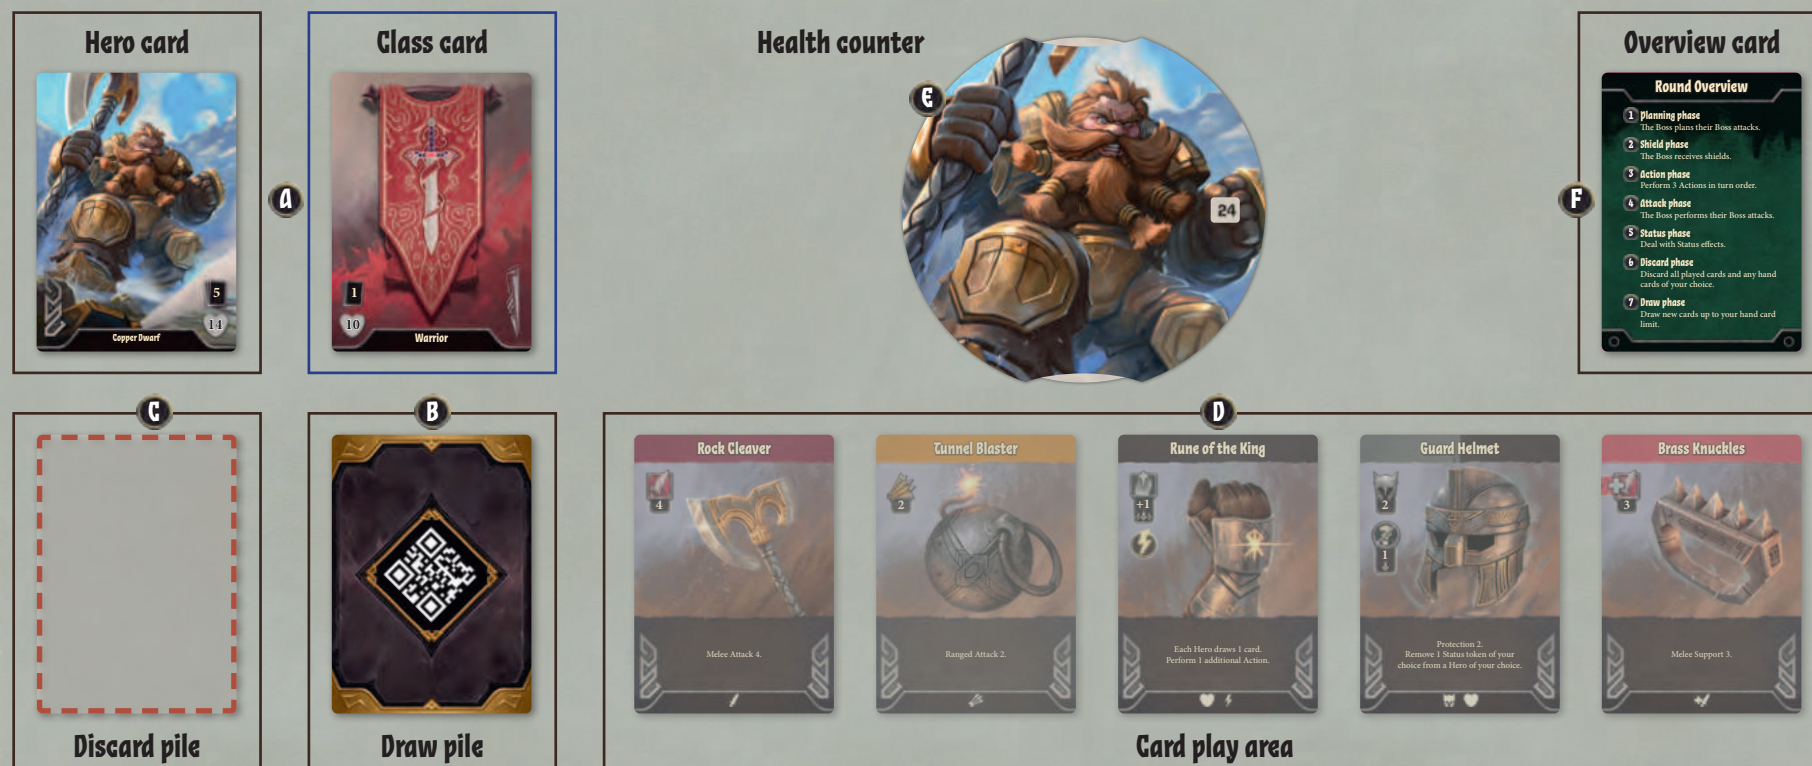 Hero card
Class card
Health counter
Overview card
A
E
F
5
14
Copper Dwarf
1
10
Warrior
24
Round Overview
1 Planning phase
The Boss plans their Boss attacks.
2 Shield phase
The Boss receives shields.
3 Action phase
Perform 3 Actions in turn order.
4 Attack phase
The Boss performs their Boss attacks.
5 Status phase
Deal with Status effects.
6 Discard phase
Discard all played cards and any hand
cards of your choice.
7 Draw phase
Draw new cards up to your hand card
limit.
C
B
D
Rock Cleaver
4
Melee Attack 4.
Tunnel Blaster
2
Ranged Attack 2.
Rune of the King
+1
Each Hero draws 1 card.
Perform 1 additional Action.
Guard Helmet
2
1
Protection 2.
Remove 1 Status token of your
choice from a Hero of your choice.
Brass Knuckles
3
Melee Support 3.
Discard pile
Draw pile
Card play area